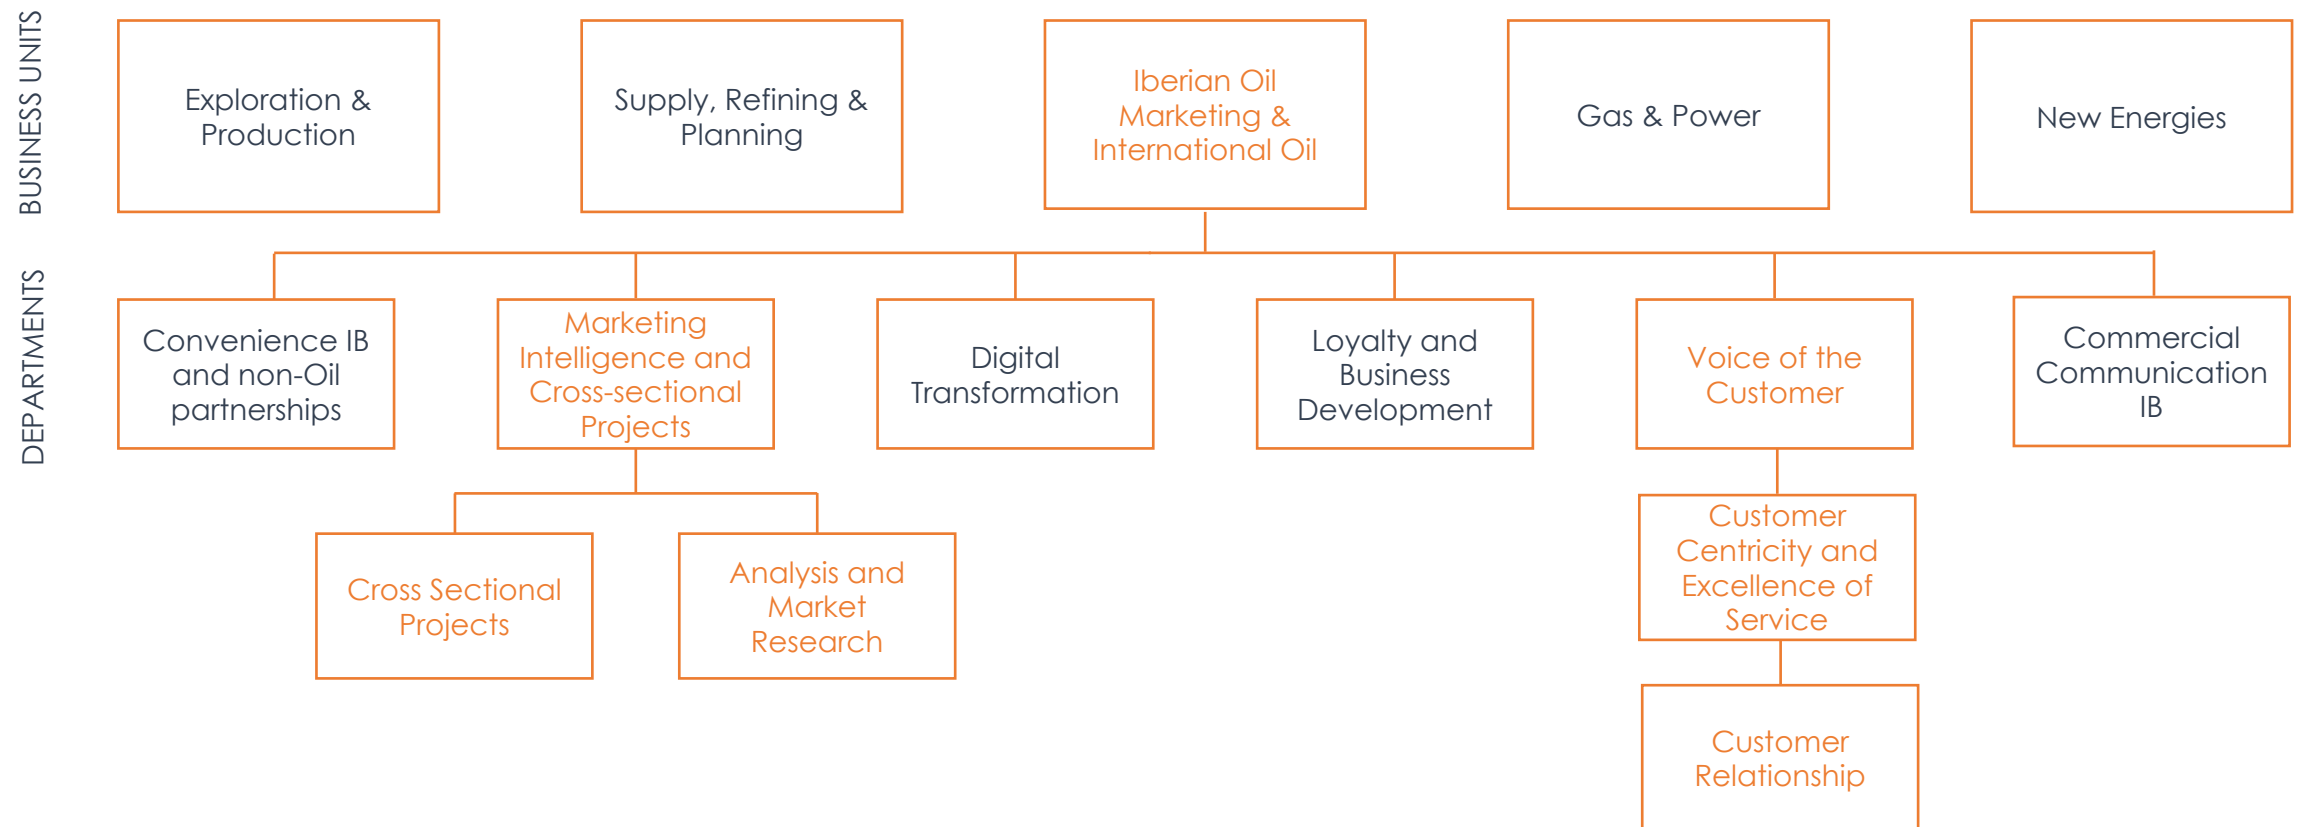 BUSINESS UNITS
Exploration &
Production
Supply, Refining &
Planning
Iberian Oil
Marketing &
International Oil
Gas & Power
New Energies
DEPARTMENTS
Convenience IB
and non-Oil
partnerships
Marketing
Intelligence and
Cross-sectional
Projects
Digital
Transformation
Loyalty and
Business
Development
Voice of the
Customer
Commercial
Communication
IB
Cross Sectional
Projects
Analysis and
Market
Research
Customer
Centricity and
Excellence of
Service
Customer
Relationship